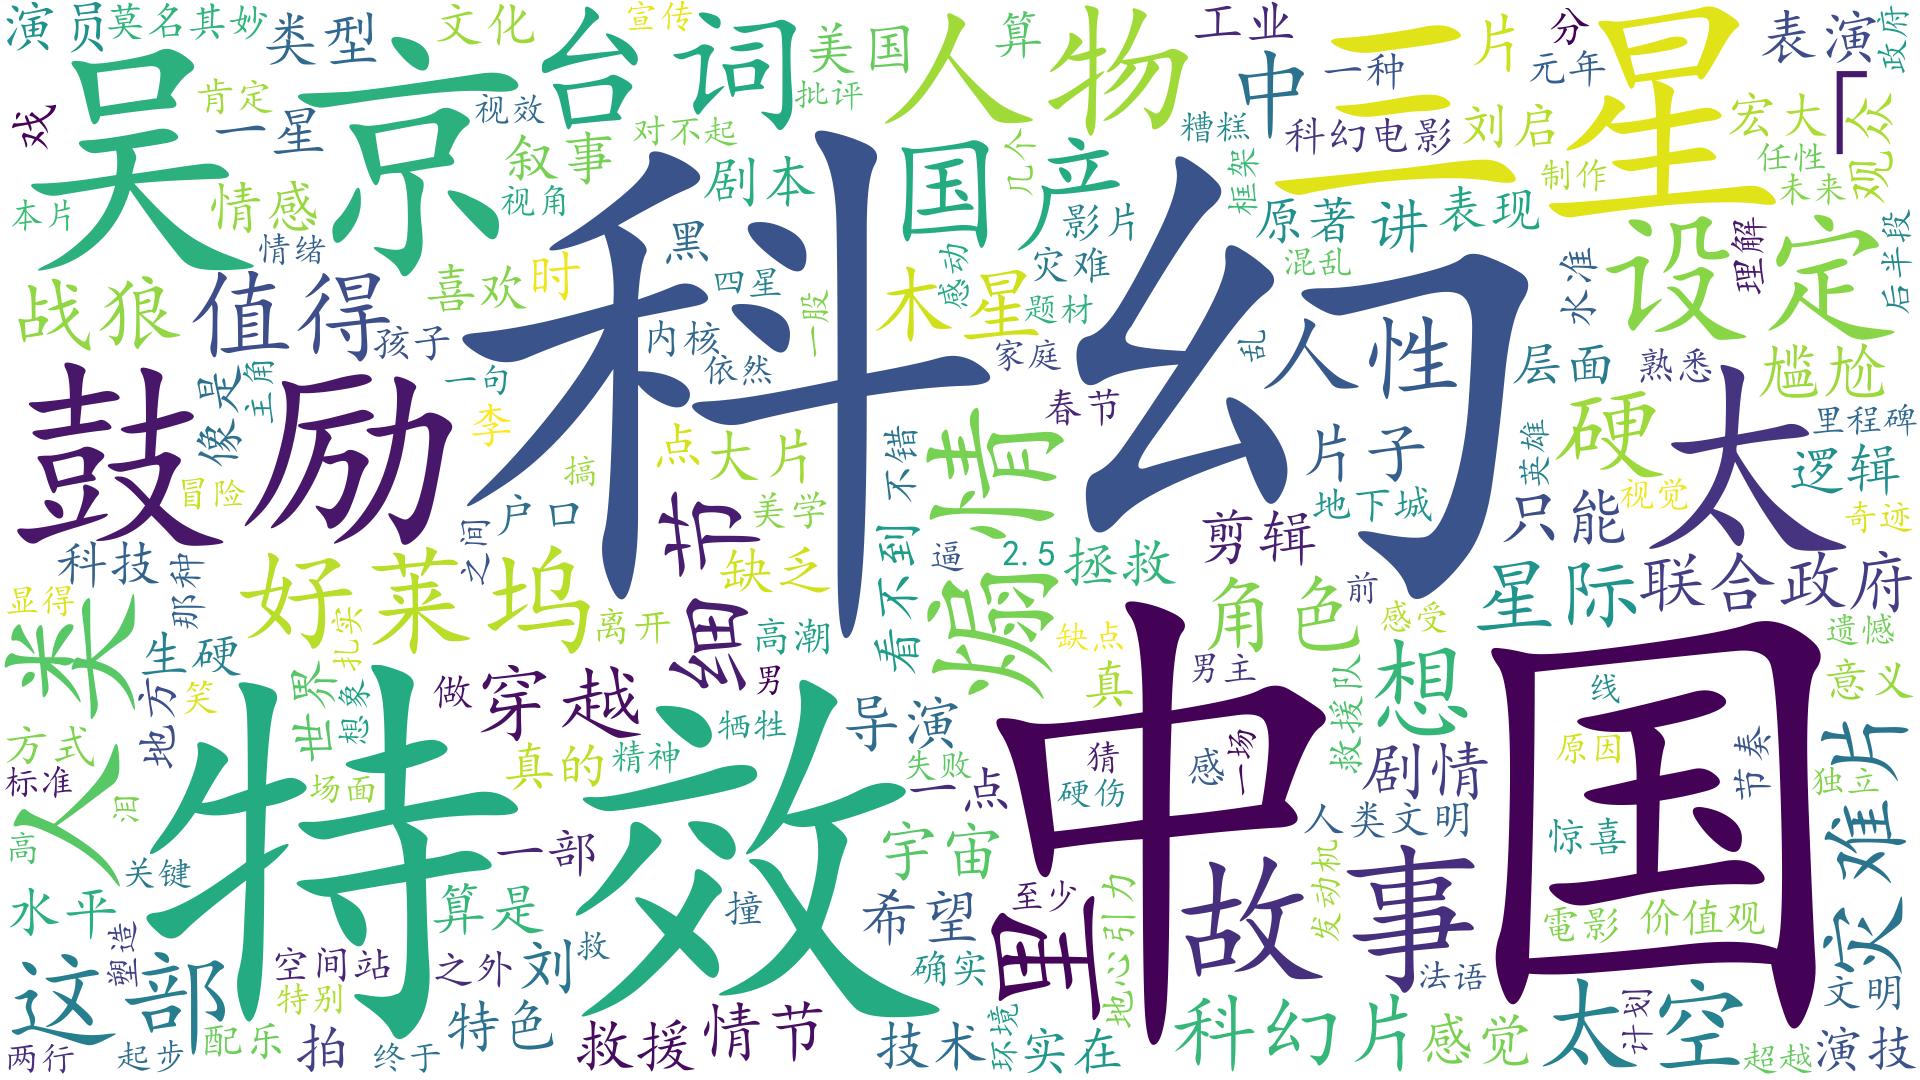 演员
莫名其妙
类型
文化
宣传
台词
美国
人物
算
工业
中
一种
三星
片
分
元年
表演
政府
戏
吴京
肯定
一星
视效
批评
叙事
对不起
剧本
国产
几个
糟糕
科幻电影
刘启
宏大
「
观众
任性
制作
未来
本片
情感
视角
情绪
黑
影片
框架
原著
讲
表现
设定
理解
后半段
战狼
值得
喜欢
时
四星
一股
木星
感动
灾难
题材
混乱
水准
科幻
孩子
内核
依然
家庭
乱
人性
层面
熟悉
尴尬
鼓励
像是
主角
一句
李
春节
硬
太
里程碑
冒险
搞
点
大片
不错
煽情
片子
英雄
逻辑
户口
细节
美学
地下城
只能
视觉
奇迹
科技
那种
好莱坞
之间
缺乏
看不到
逼
2.5
拯救
剪辑
星际
联合政府
显得
人类
生硬
扎实
离开
高潮
缺点
角色
前
感受
遗憾
地方
笑
世界
想象
做
穿越
男
真
男主
救援队
想
中国
线
意义
方式
标准
特效
真的
精神
牺牲
导演
失败
一点
猜
硬伤
感
一场
剧情
原因
节奏
独立
灾难片
高
泪
场面
一部
宇宙
人类文明
惊喜
关键
水平
算是
撞
希望
至少
里
地心引力
故事
发动机
電影
价值观
这部
塑造
空间站
特别
之外
刘
救
确实
法语
文明
两行
起步
配乐
拍
终于
特色
救援
情节
技术
环境
实在
科幻片
感觉
太空
计划
超越
演技